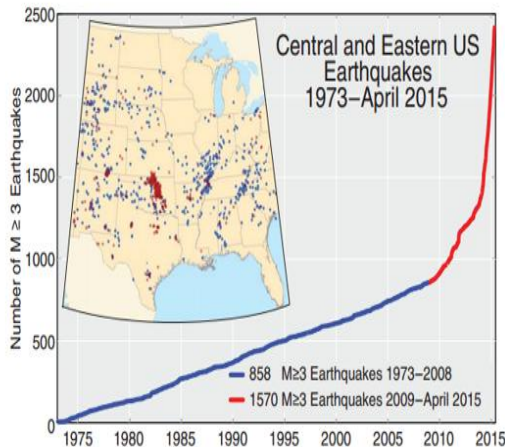 2500
2000
1500
1000
500
0
Number of M ≥ 3 Earthquakes
Central and Eastern US
Earthquakes
1973–April 2015
858 M≥3 Earthquakes 1973–2008
1570 M≥3 Earthquakes 2009–April 2015
1975 1980 1985 1990 1995 2000 2005 2010 2015